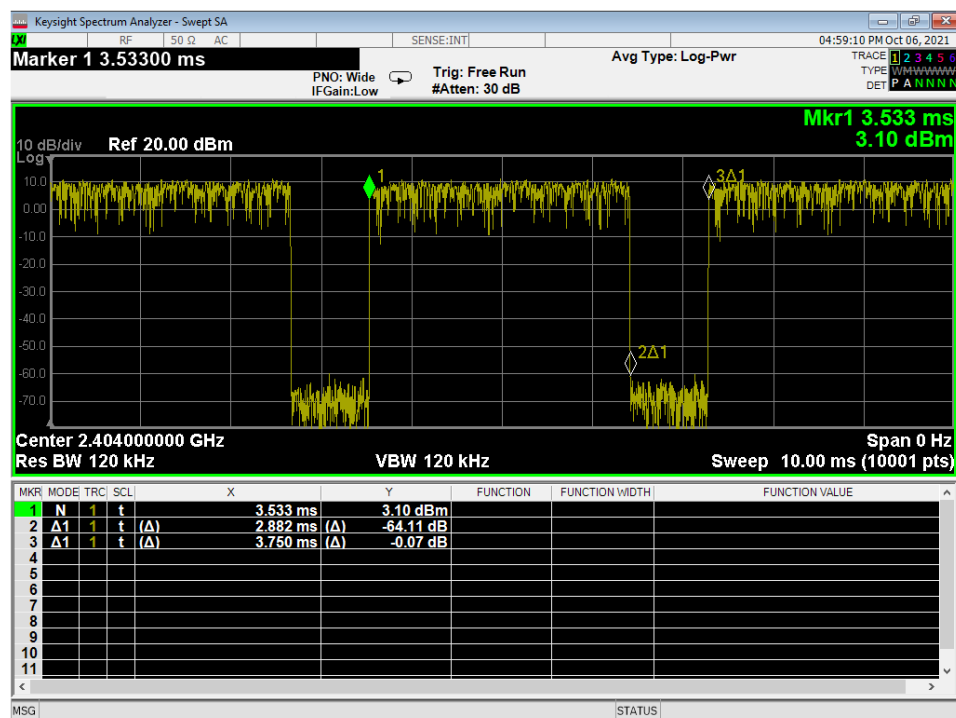 Keysight Spectrum Analyzer - Swept SA
LXI RF 50 Ω AC SENSE:INT 04:59:10 PM Oct 06, 2021
Marker 1 3.53300 ms
PNO: Wide
IFGain:Low
Trig: Free Run
#Atten: 30 dB
Avg Type: Log-Pwr
TRACE 1 2 3 4 5 6
TYPE WMWWWW
DET P A N N N N
Mkr1 3.533 ms
3.10 dBm
10 dB/div Ref 20.00 dBm
Log
10.0
0.00
-10.0
-20.0
-30.0
-40.0
-50.0
-60.0
-70.0
1
3Δ1
2Δ1
Center 2.404000000 GHz Span 0 Hz
Res BW 120 kHz VBW 120 kHz Sweep 10.00 ms (10001 pts)
MKR MODE TRC SCL X Y FUNCTION FUNCTION WIDTH FUNCTION VALUE
1 N 1 t 3.533 ms 3.10 dBm
2 Δ1 1 t (Δ) 2.882 ms (Δ) -64.11 dB
3 Δ1 1 t (Δ) 3.750 ms (Δ) -0.07 dB
4
5
6
7
8
9
10
11
MSG STATUS